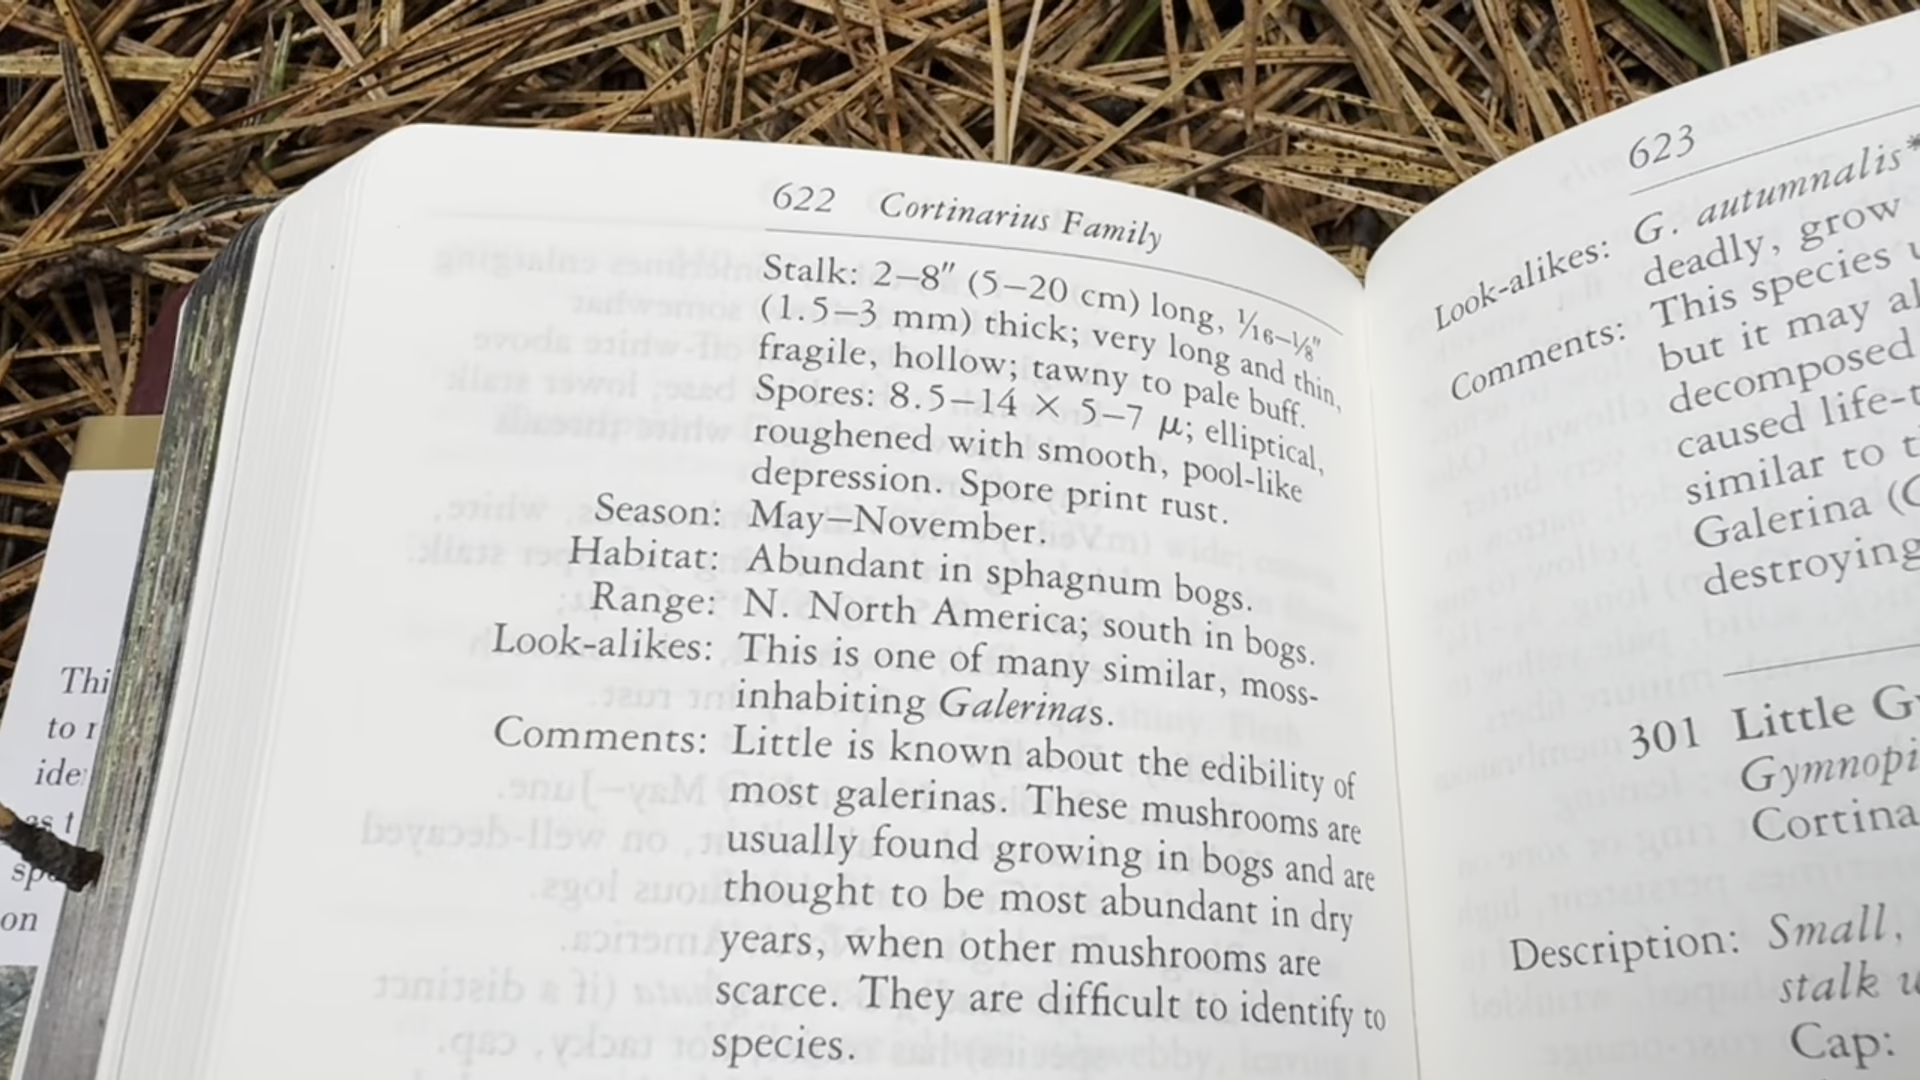 622 Cortinarius Family
Stalk: 2–8" (5–20 cm) long, 1/16–1/8"
(1.5–3 mm) thick; very long and thin,
fragile, hollow; tawny to pale buff.
Spores: 8.5–14 × 5–7 µ; elliptical,
roughened with smooth, pool-like
depression. Spore print rust.
Season: May–November.
Habitat: Abundant in sphagnum bogs.
Range: N. North America; south in bogs.
Look-alikes: This is one of many similar, moss-
inhabiting Galerinas.
Comments: Little is known about the edibility of
most galerinas. These mushrooms are
usually found growing in bogs and are
thought to be most abundant in dry
years, when other mushrooms are
scarce. They are difficult to identify to
species.
623
Look-alikes: G. autumnalis*
deadly, grow
Comments: This species
but it may
decomposed
caused
similar to
Galerina
destroying
301 Little
Description: Small,
stalk
Cap:
to
on